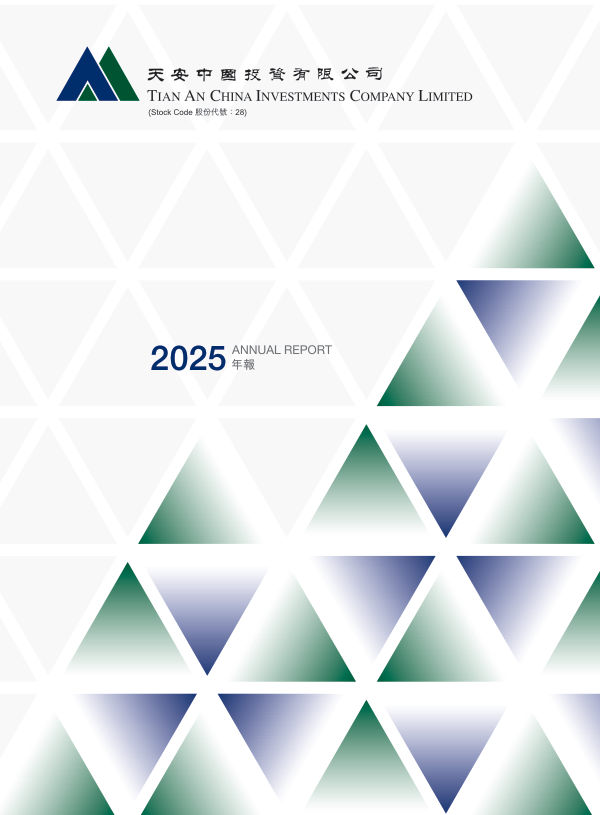 天安中國投資有限公司
TIAN AN CHINA INVESTMENTS COMPANY LIMITED
(Stock Code 股份代號：28)
2025 ANNUAL REPORT
年報